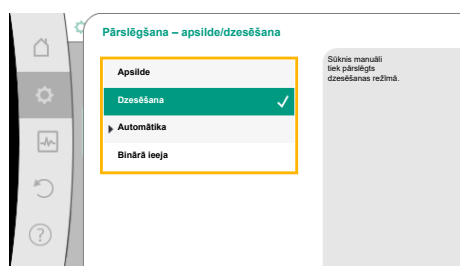 Pārslēgšana – apsilde/dzesēšana
Apsilde
Dzesēšana
Automātika
Binārā ieeja
Sūknis manuāli
tiek pārslēgts
dzesēšanas režīmā.
?